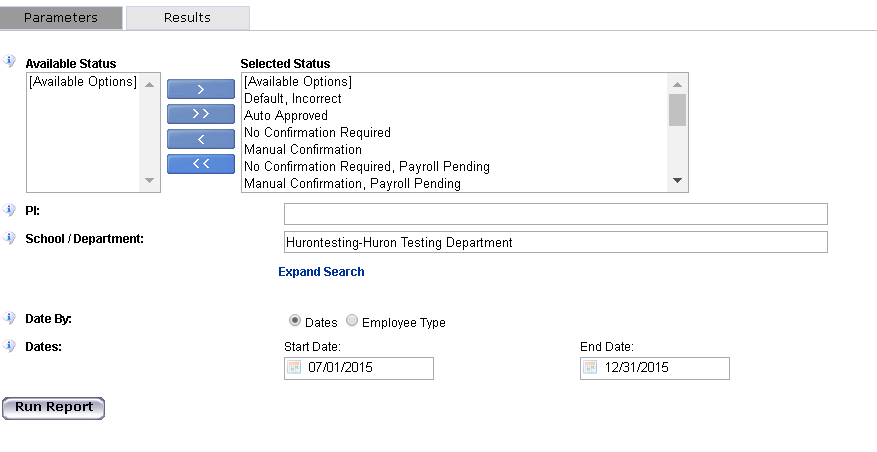 Parameters Results
Available Status Selected Status
[Available Options] > [Available Options]
Default, Incorrect
>> Auto Approved
< No Confirmation Required
Manual Confirmation
<< No Confirmation Required, Payroll Pending
Manual Confirmation, Payroll Pending
PI:
School / Department: Hurontesting-Huron Testing Department
Expand Search
Date By: Dates Employee Type
Dates: Start Date: End Date:
07/01/2015 12/31/2015
Run Report